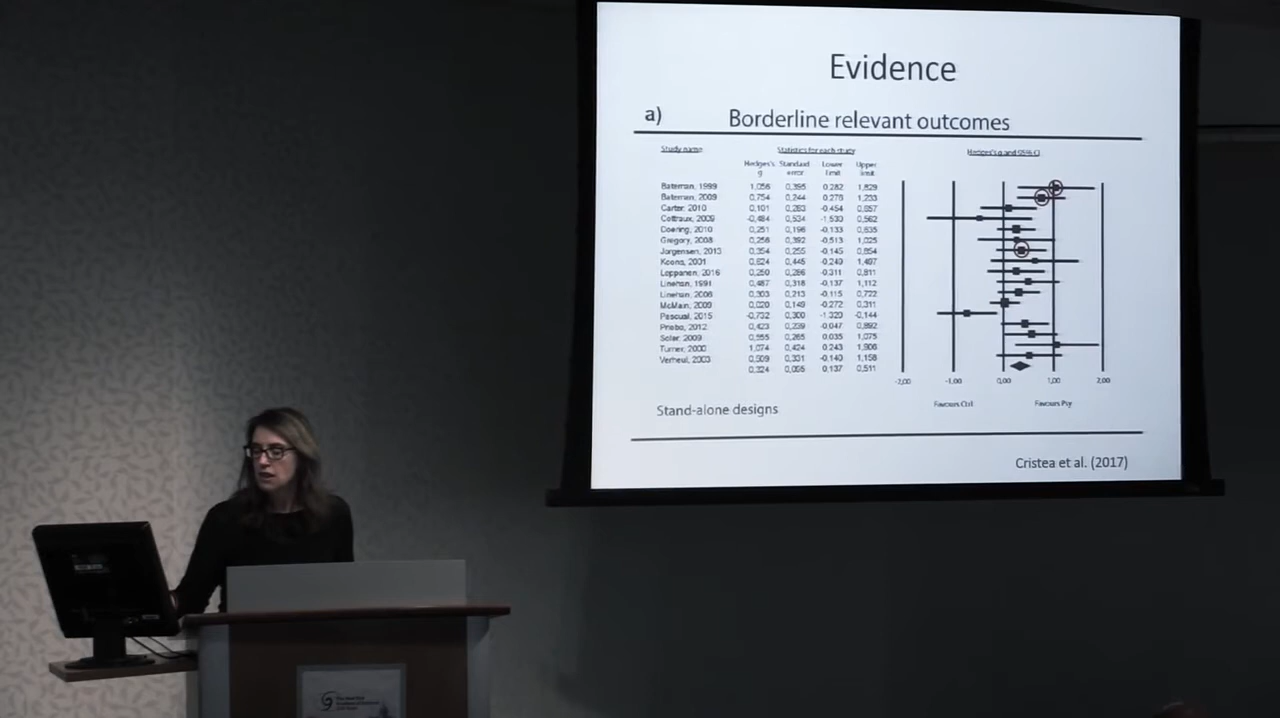 Evidence
a) Borderline relevant outcomes
Study name Statistics for each study Hedges's g and 95% CI
Hedges's g Standard error Lower limit Upper limit
Bateman, 1999 1,056 0,395 0,282 1,829
Bateman, 2009 0,754 0,244 0,276 1,233
Carter, 2010 0,101 0,283 -0,454 0,657
Cottraux, 2009 -0,484 0,534 -1,530 0,562
Doering, 2010 0,251 0,196 -0,133 0,635
Gregory, 2008 0,256 0,392 -0,513 1,025
Jorgensen, 2013 0,354 0,255 -0,145 0,854
Koons, 2001 0,624 0,445 -0,249 1,497
Leppanen, 2016 0,250 0,286 -0,311 0,811
Linehan, 1991 0,487 0,318 -0,137 1,112
Linehan, 2006 0,303 0,213 -0,115 0,722
McMain, 2009 0,020 0,149 -0,272 0,311
Pascual, 2015 -0,732 0,300 -1,320 -0,144
Priebe, 2012 0,423 0,239 -0,047 0,892
Soler, 2009 0,555 0,265 0,035 1,075
Turner, 2000 1,074 0,424 0,243 1,906
Verheul, 2003 0,509 0,331 -0,140 1,158
0,324 0,095 0,137 0,511
-2,00 -1,00 0,00 1,00 2,00
Favours Ctrl Favours Psy
Stand-alone designs
Cristea et al. (2017)